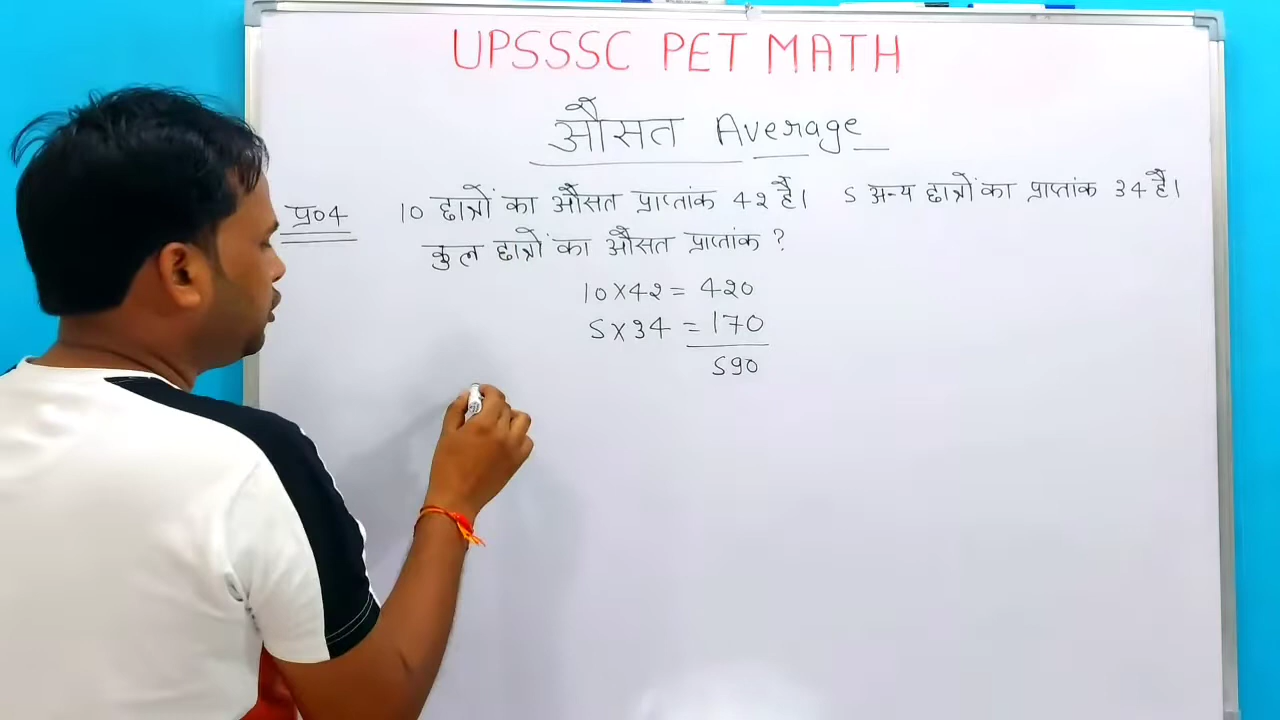 UPSSSC PET MATH
औसत Average
प्र०4 10 छात्रों का औसत प्राप्तांक 42 है। 5 अन्य छात्रों का प्राप्तांक 34 है।
कुल छात्रों का औसत प्राप्तांक ?
10×42 = 420
5×34 = 170
590